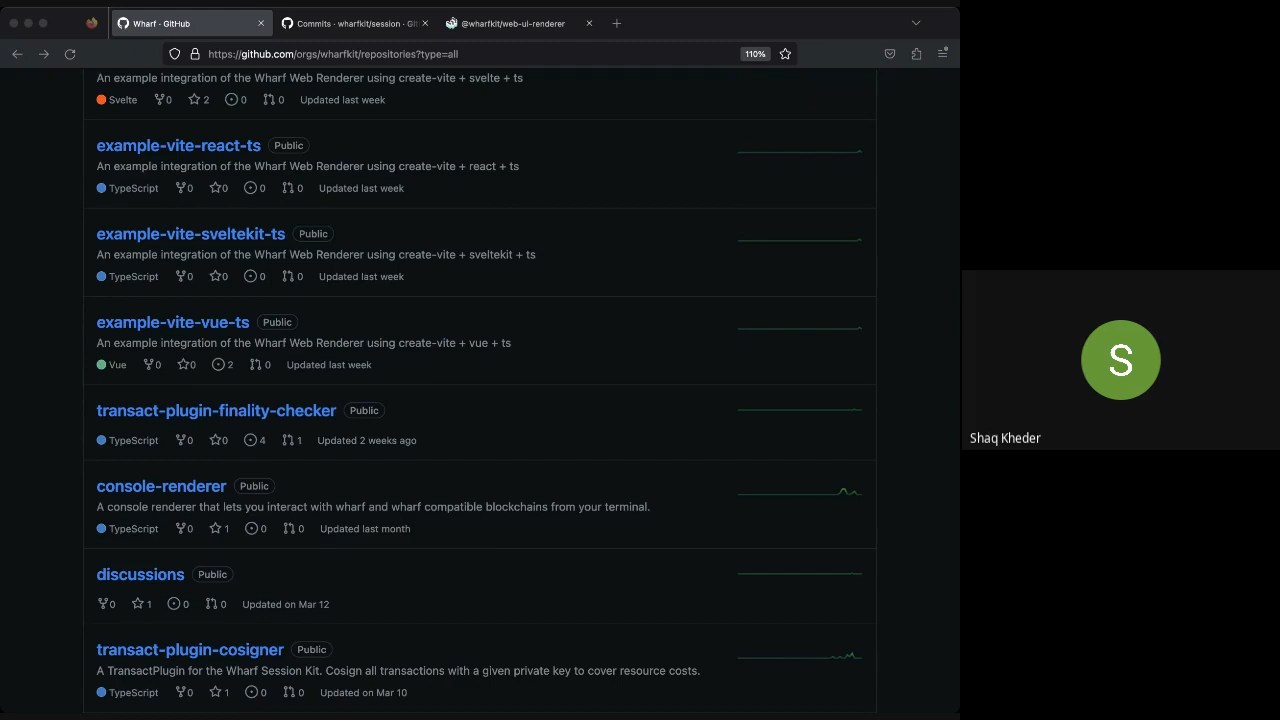 Wharf · GitHub
Commits · wharfkit/session · Git
@wharfkit/web-ui-renderer
https://github.com/orgs/wharfkit/repositories?type=all
110%
An example integration of the Wharf Web Renderer using create-vite + svelte + ts
Svelte 0 2 0 0 Updated last week
example-vite-react-ts Public
An example integration of the Wharf Web Renderer using create-vite + react + ts
TypeScript 0 0 0 0 Updated last week
example-vite-sveltekit-ts Public
An example integration of the Wharf Web Renderer using create-vite + sveltekit + ts
TypeScript 0 0 0 0 Updated last week
example-vite-vue-ts Public
An example integration of the Wharf Web Renderer using create-vite + vue + ts
Vue 0 0 2 0 Updated last week
transact-plugin-finality-checker Public
TypeScript 0 0 4 1 Updated 2 weeks ago
console-renderer Public
A console renderer that lets you interact with wharf and wharf compatible blockchains from your terminal.
TypeScript 0 1 0 0 Updated last month
discussions Public
0 1 0 0 Updated on Mar 12
transact-plugin-cosigner Public
A TransactPlugin for the Wharf Session Kit. Cosign all transactions with a given private key to cover resource costs.
TypeScript 0 1 0 0 Updated on Mar 10
S
Shaq Kheder